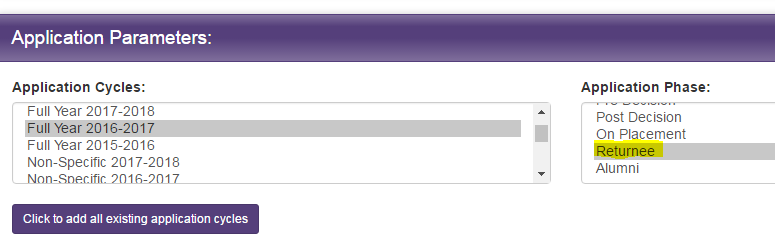 Application Parameters:
Application Cycles:
Full Year 2017-2018
Full Year 2016-2017
Full Year 2015-2016
Non-Specific 2017-2018
Non-Specific 2016-2017
Click to add all existing application cycles
Application Phase:
Pre Decision
Post Decision
On Placement
Returnee
Alumni